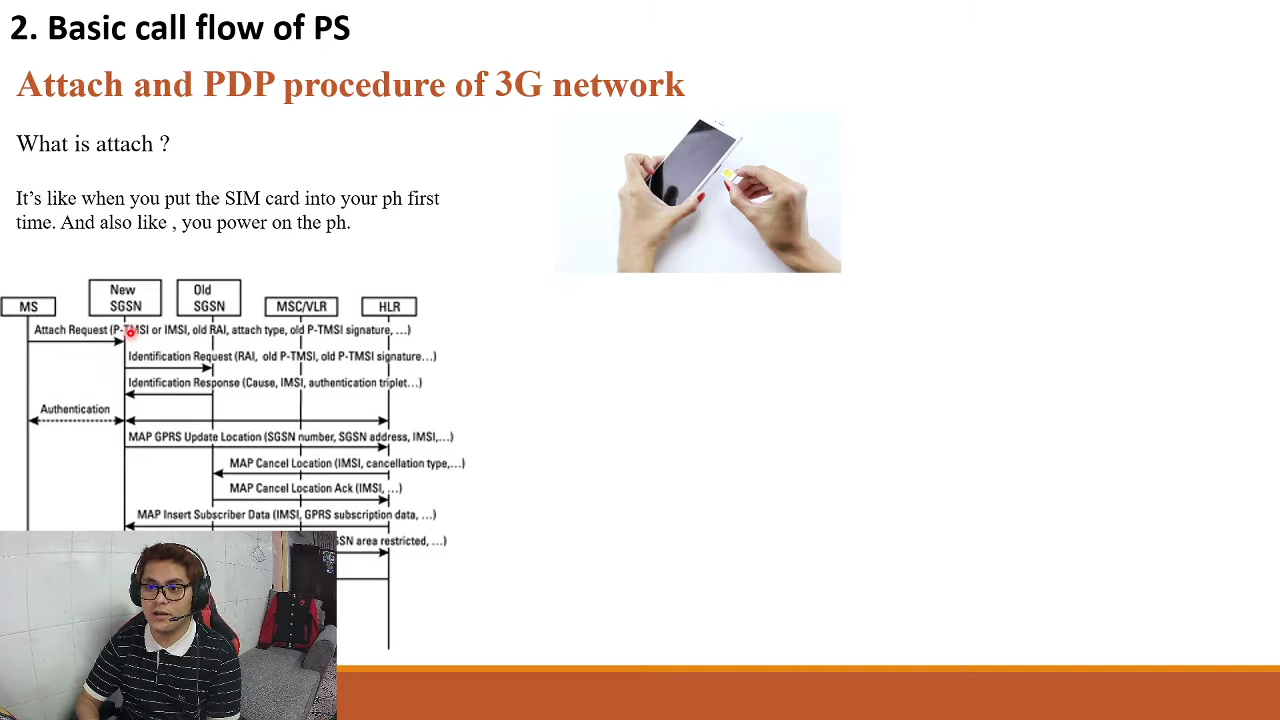 2. Basic call flow of PS
Attach and PDP procedure of 3G network
What is attach ?
It's like when you put the SIM card into your ph first
time. And also like , you power on the ph.
MS
New
SGSN
Old
SGSN
MSC/VLR
HLR
Attach Request (P-TMSI or IMSI, old RAI, attach type, old P-TMSI signature, ...)
Identification Request (RAI, old P-TMSI, old P-TMSI signature...)
Identification Response (Cause, IMSI, authentication triplet...)
Authentication
MAP GPRS Update Location (SGSN number, SGSN address, IMSI,...)
MAP Cancel Location (IMSI, cancellation type,...)
MAP Cancel Location Ack (IMSI, ...)
MAP Insert Subscriber Data (IMSI, GPRS subscription data, ...)
area restricted, ...)